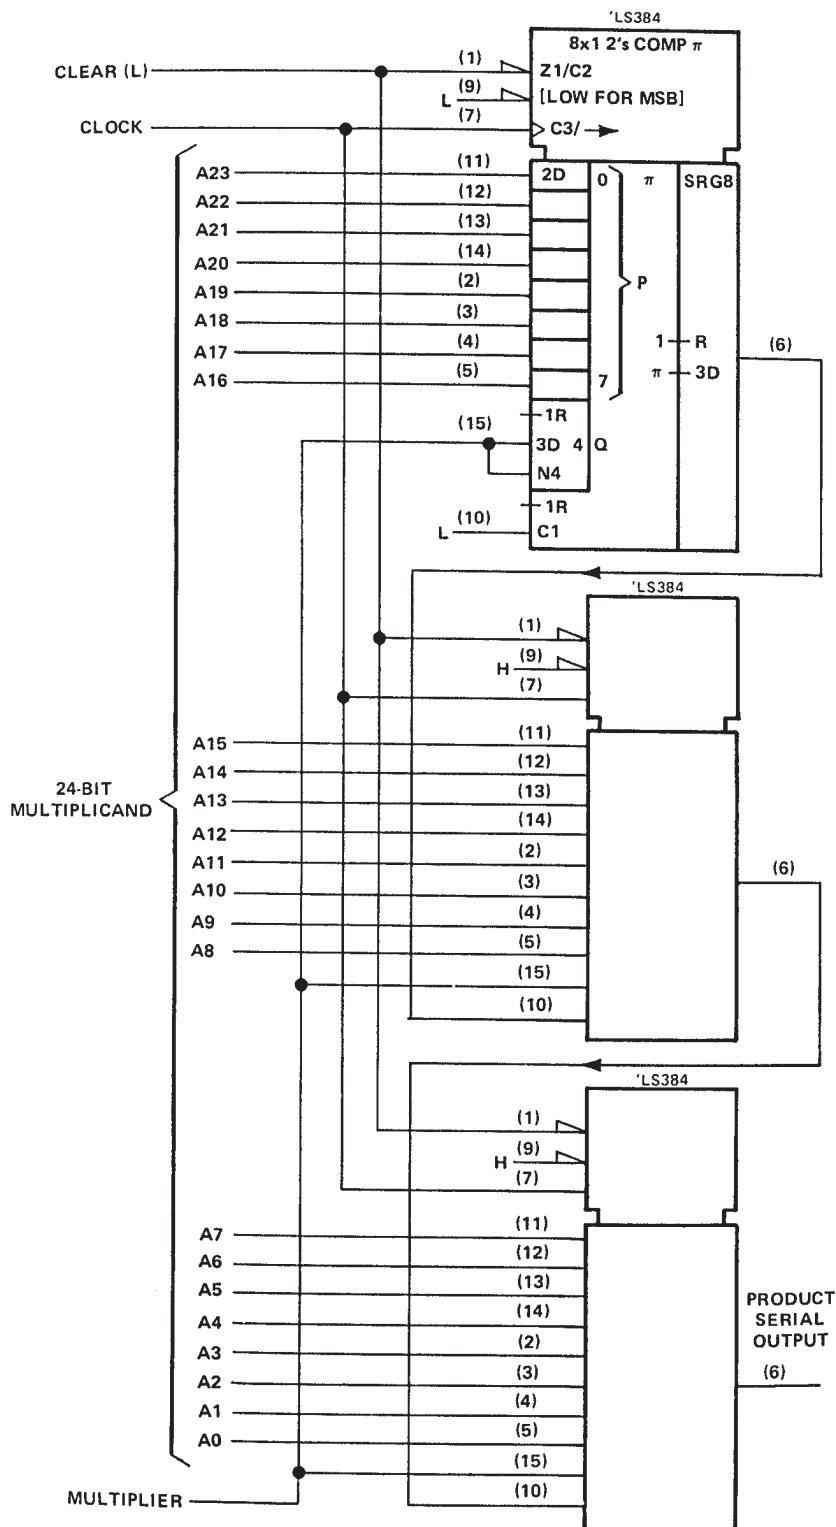 'LS384
8x1 2's COMP π
CLEAR (L)
(1)
Z1/C2
L
(9)
[LOW FOR MSB]
CLOCK
(7)
C3/
A23
(11)
2D
0
π
SRG8
A22
(12)
A21
(13)
A20
(14)
A19
(2)
P
A18
(3)
A17
(4)
1
R
(6)
A16
(5)
7
π
3D
1R
(15)
3D 4 Q
N4
1R
L
(10)
C1
'LS384
(1)
H
(9)
(7)
A15
(11)
A14
(12)
24-BIT
MULTIPLICAND
A13
(13)
A12
(14)
A11
(2)
(6)
A10
(3)
A9
(4)
A8
(5)
(15)
(10)
'LS384
(1)
H
(9)
(7)
A7
(11)
A6
(12)
A5
(13)
A4
(14)
PRODUCT
SERIAL
OUTPUT
A3
(2)
A2
(3)
(6)
A1
(4)
A0
(5)
(15)
MULTIPLIER
(10)